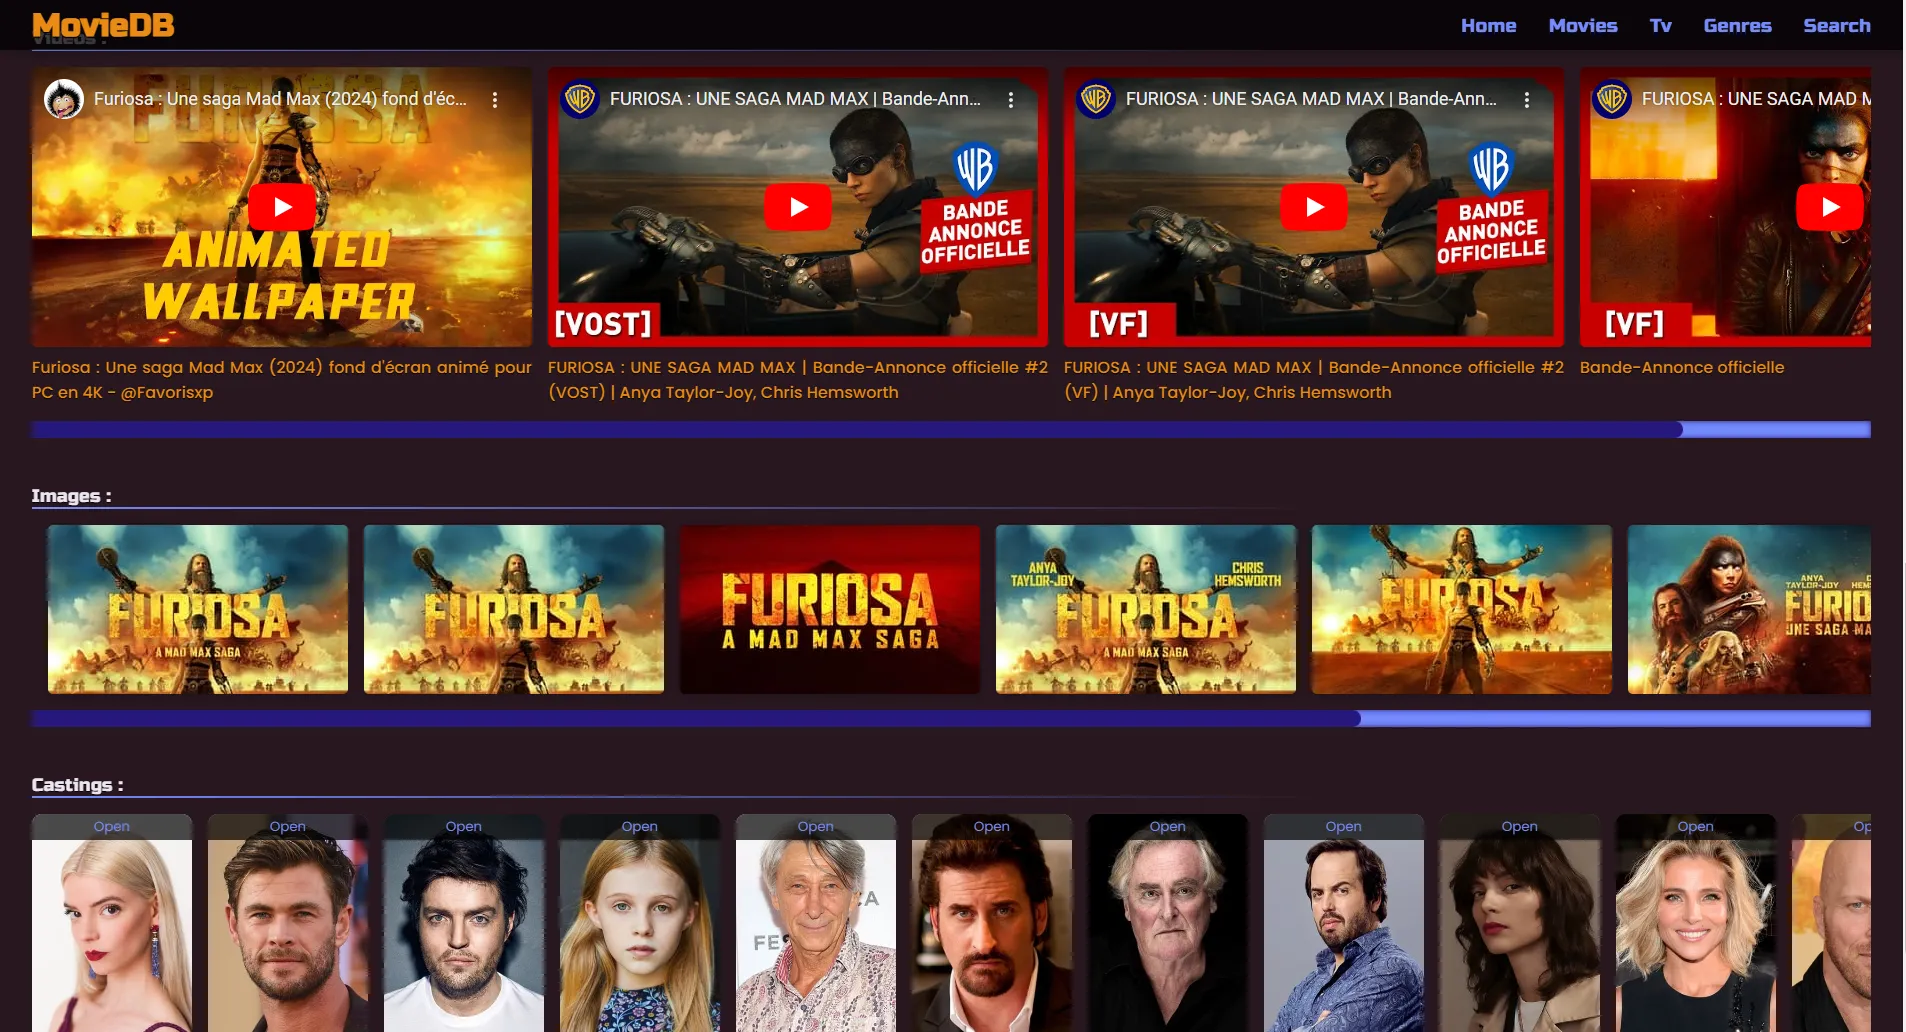 MovieDB
Home Movies Tv Genres Search
Videos :
Furiosa : Une saga Mad Max (2024) fond d'éc...
FURIOSA
ANIMATED
WALLPAPER
FURIOSA : UNE SAGA MAD MAX | Bande-Ann...
WB
BANDE
ANNONCE
OFFICIELLE
[VOST]
FURIOSA : UNE SAGA MAD MAX | Bande-Ann...
WB
BANDE
ANNONCE
OFFICIELLE
[VF]
FURIOSA : UNE SAGA MAD M
[VF]
Furiosa : Une saga Mad Max (2024) fond d'écran animé pour
PC en 4K - @Favorisxp
FURIOSA : UNE SAGA MAD MAX | Bande-Annonce officielle #2
(VOST) | Anya Taylor-Joy, Chris Hemsworth
FURIOSA : UNE SAGA MAD MAX | Bande-Annonce officielle #2
(VF) | Anya Taylor-Joy, Chris Hemsworth
Bande-Annonce officielle
Images :
FURIOSA
A MAD MAX SAGA
FURIOSA
FURIOSA
A MAD MAX SAGA
ANYA
TAYLOR-JOY
CHRIS
HEMSWORTH
FURIOSA
A MAD MAX SAGA
FURIOSA
ANYA
TAYLOR-JOY
HEM
FURIO
UNE SAGA MA
Castings :
Open Open Open Open Open Open Open Open Open Open Op